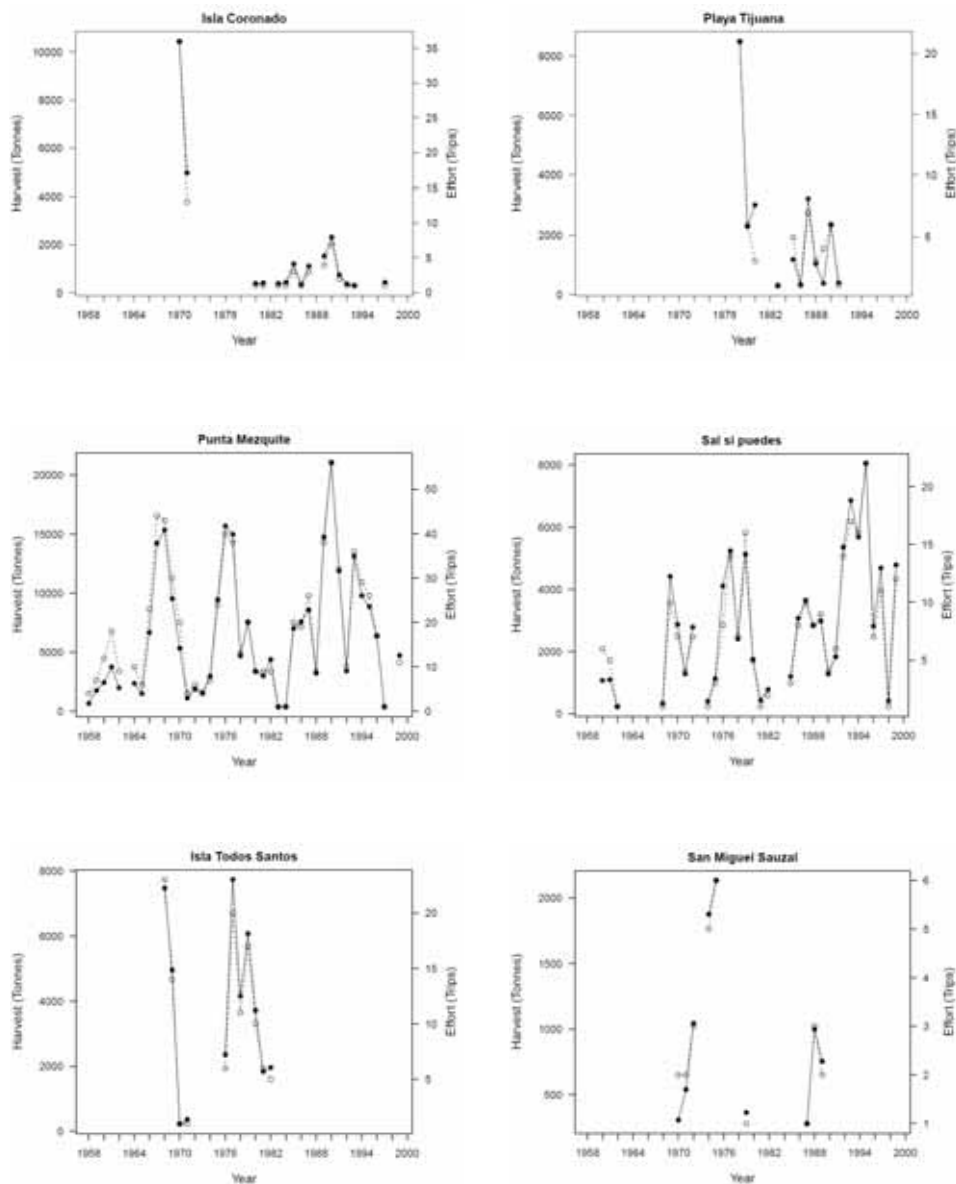 Isla Coronado
Harvest (Tonnes)
10000
8000
6000
4000
2000
0
35
30
25
20
15
10
5
0
Effort (Trips)
1958 1964 1970 1976 1982 1988 1994 2000
Year
Playa Tijuana
Harvest (Tonnes)
8000
6000
4000
2000
0
20
15
10
5
Effort (Trips)
1958 1964 1970 1976 1982 1988 1994 2000
Year
Punta Mezquite
Harvest (Tonnes)
20000
15000
10000
5000
0
50
40
30
20
10
0
Effort (Trips)
1958 1964 1970 1976 1982 1988 1994 2000
Year
Sal si puedes
Harvest (Tonnes)
8000
6000
4000
2000
0
20
15
10
5
Effort (Trips)
1958 1964 1970 1976 1982 1988 1994 2000
Year
Isla Todos Santos
Harvest (Tonnes)
8000
6000
4000
2000
0
20
15
10
5
Effort (Trips)
1958 1964 1970 1976 1982 1988 1994 2000
Year
San Miguel Sauzal
Harvest (Tonnes)
2000
1500
1000
500
6
5
4
3
2
1
Effort (Trips)
1958 1964 1970 1976 1982 1988 1994 2000
Year